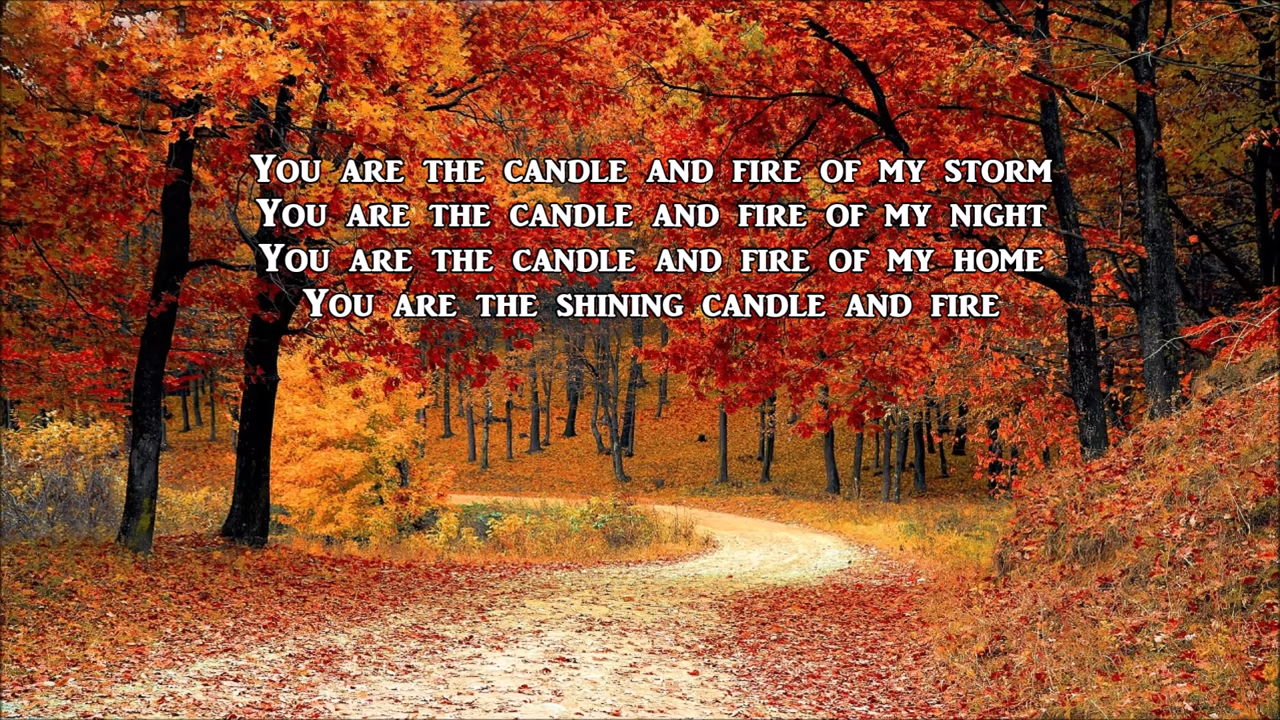 You are the candle and fire of my storm
You are the candle and fire of my night
You are the candle and fire of my home
You are the shining candle and fire